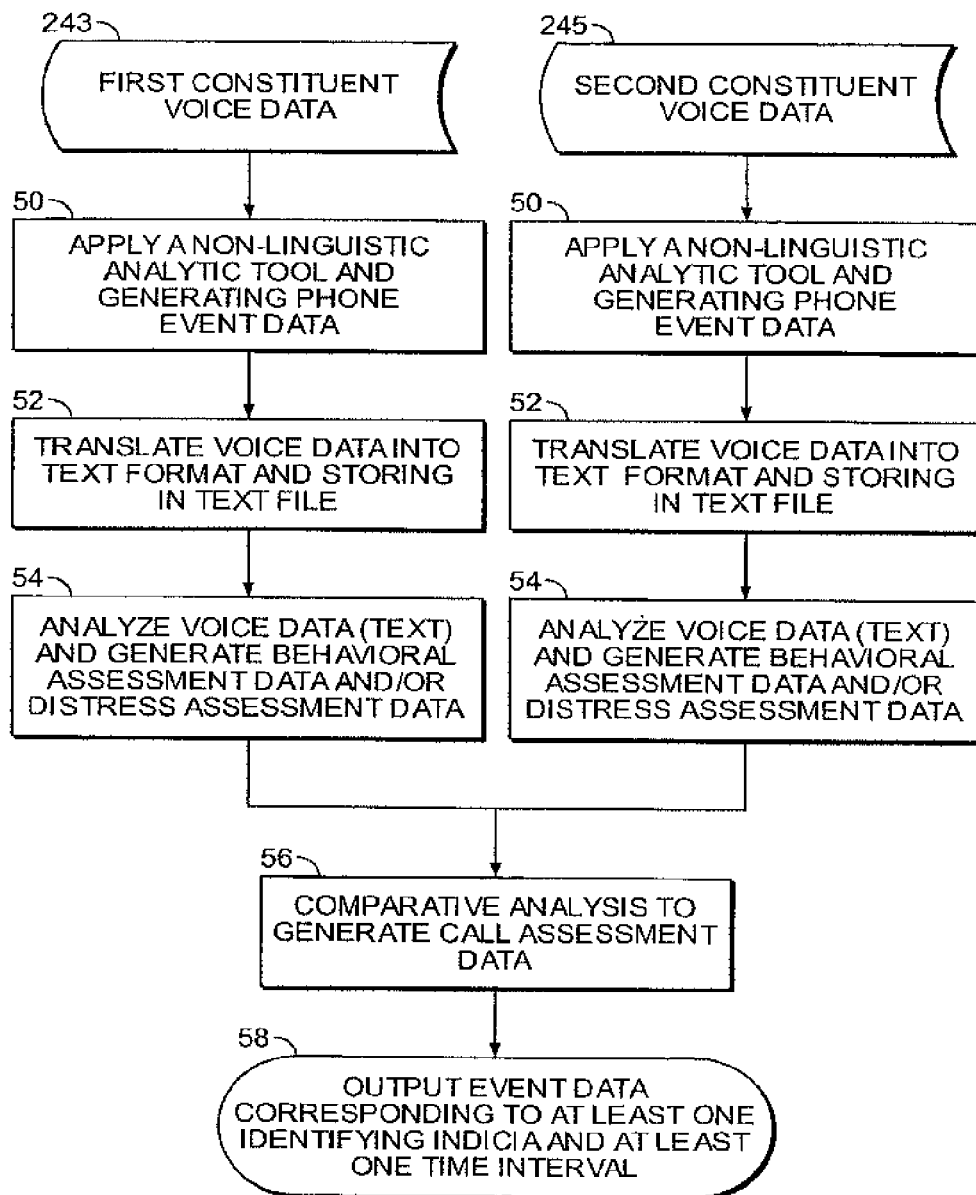 243
FIRST CONSTITUENT
VOICE DATA
245
SECOND CONSTITUENT
VOICE DATA
50
APPLY A NON-LINGUISTIC
ANALYTIC TOOL AND
GENERATING PHONE
EVENT DATA
50
APPLY A NON-LINGUISTIC
ANALYTIC TOOL AND
GENERATING PHONE
EVENT DATA
52
TRANSLATE VOICE DATA INTO
TEXT FORMAT AND STORING
IN TEXT FILE
52
TRANSLATE VOICE DATA INTO
TEXT FORMAT AND STORING
IN TEXT FILE
54
ANALYZE VOICE DATA (TEXT)
AND GENERATE BEHAVIORAL
ASSESSMENT DATA AND/OR
DISTRESS ASSESSMENT DATA
54
ANALYZE VOICE DATA (TEXT)
AND GENERATE BEHAVIORAL
ASSESSMENT DATA AND/OR
DISTRESS ASSESSMENT DATA
56
COMPARATIVE ANALYSIS TO
GENERATE CALL ASSESSMENT
DATA
58
OUTPUT EVENT DATA
CORRESPONDING TO AT LEAST ONE
IDENTIFYING INDICIA AND AT LEAST
ONE TIME INTERVAL